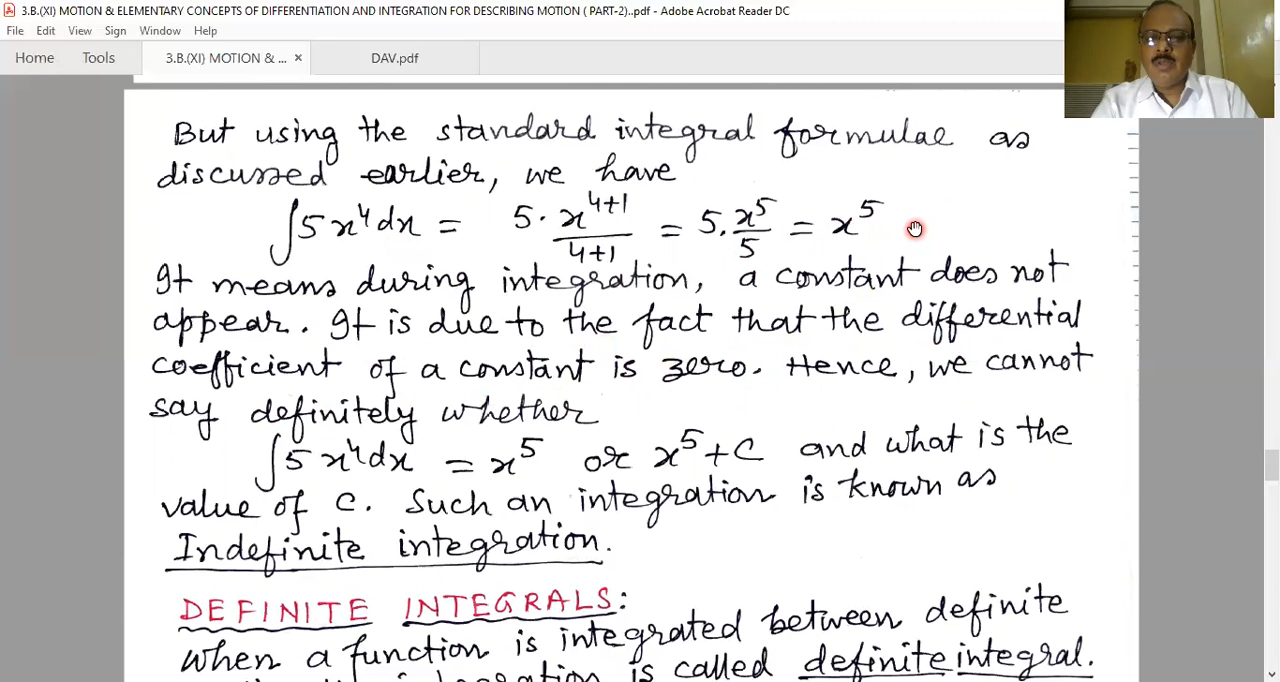 3.B.(XI) MOTION & ELEMENTARY CONCEPTS OF DIFFERENTIATION AND INTEGRATION FOR DESCRIBING MOTION ( PART-2)..pdf - Adobe Acrobat Reader DC
File Edit View Sign Window Help
Home Tools 3.B.(XI) MOTION & ... × DAV.pdf
But using the standard integral formulae as
discussed earlier, we have
∫5x⁴dx = 5·x⁴⁺¹/4+1 = 5.x⁵/5 = x⁵
It means during integration, a constant does not
appear. It is due to the fact that the differential
coefficient of a constant is zero. Hence, we cannot
say definitely whether
∫5x⁴dx = x⁵ or x⁵+C and what is the
value of C. Such an integration is known as
Indefinite integration.
DEFINITE INTEGRALS:
When a function is integrated between definite
is called definite integral.